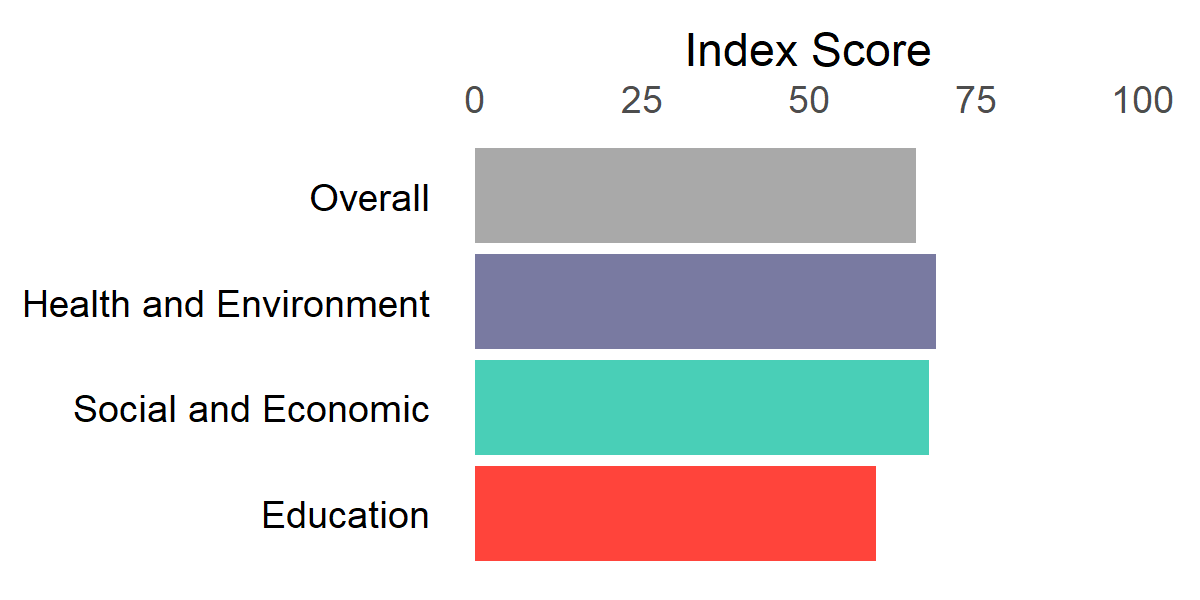 Index Score
0 25 50 75 100
Overall
Health and Environment
Social and Economic
Education